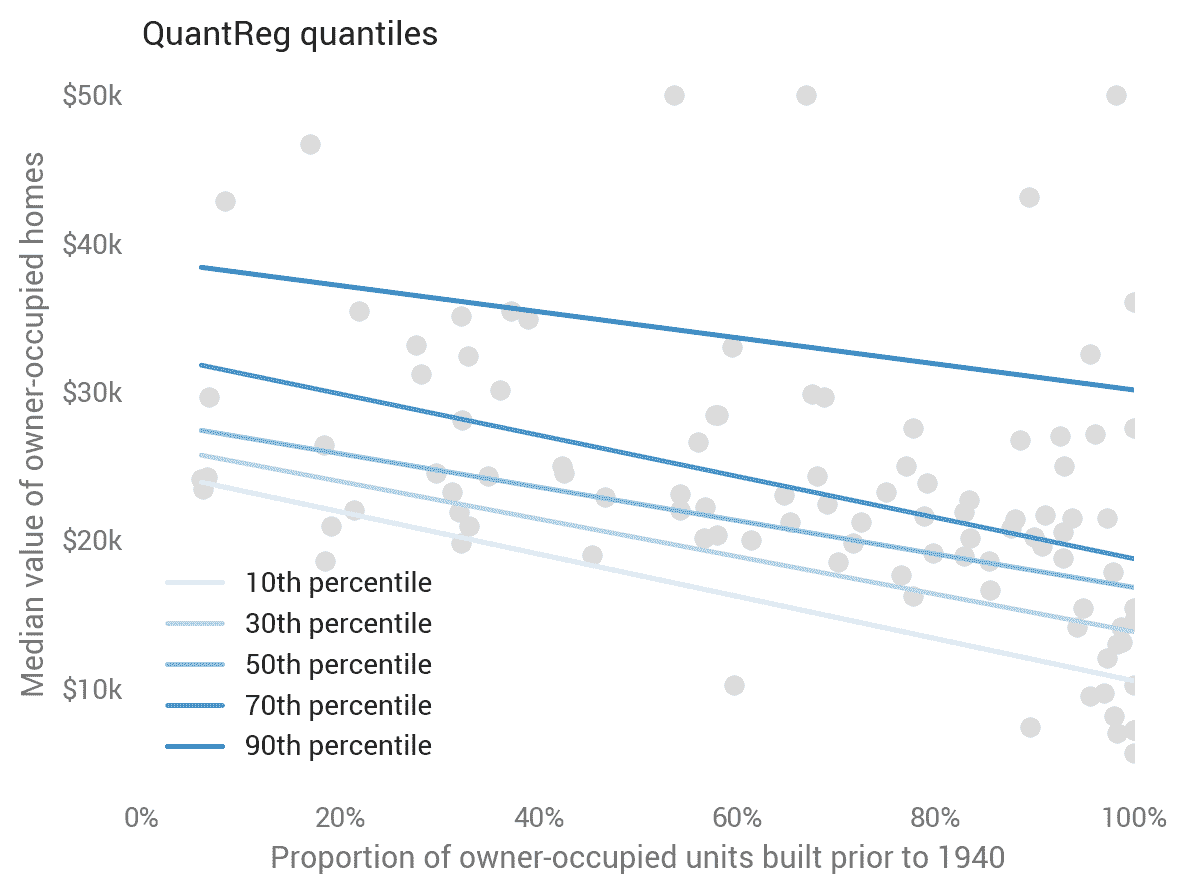 QuantReg quantiles
Median value of owner-occupied homes
$50k
$40k
$30k
$20k
$10k
10th percentile
30th percentile
50th percentile
70th percentile
90th percentile
0% 20% 40% 60% 80% 100%
Proportion of owner-occupied units built prior to 1940